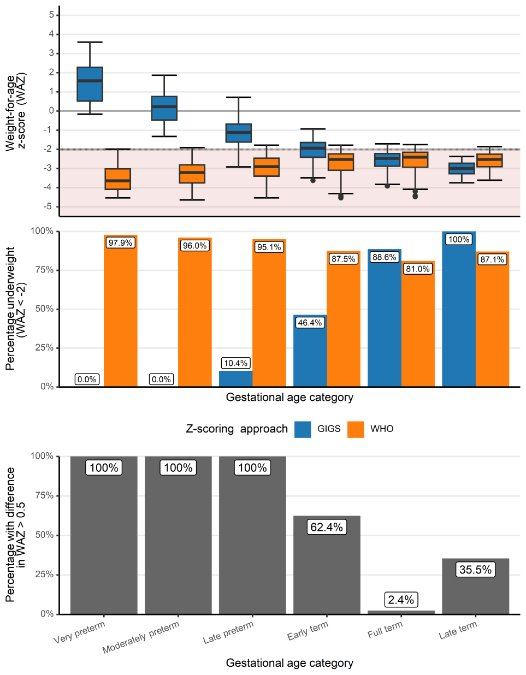 Weight-for-age
z-score (WAZ)
5
4
3
2
1
0
-1
-2
-3
-4
-5
Percentage underweight
(WAZ < -2)
100%
75%
50%
25%
0%
97.9%
96.0%
95.1%
87.5%
88.6%
81.0%
100%
87.1%
46.4%
10.4%
0.0%
0.0%
Gestational age category
Z-scoring approach GIGS WHO
Percentage with difference
in WAZ > 0.5
100%
75%
50%
25%
0%
100%
100%
100%
62.4%
2.4%
35.5%
Very preterm
Moderately preterm
Late preterm
Early term
Full term
Late term
Gestational age category